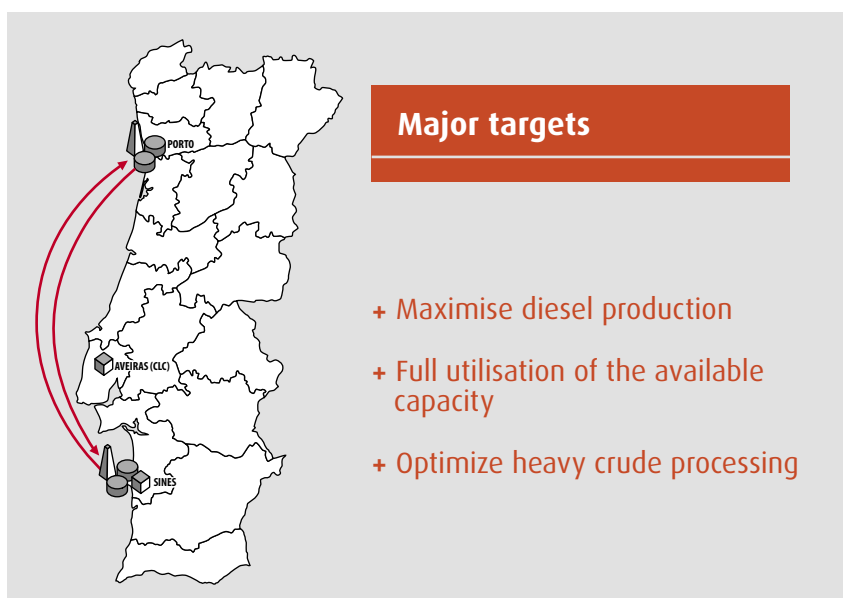 Major targets
PORTO
AVEIRAS (CLC)
SINES
+ Maximise diesel production
+ Full utilisation of the available
capacity
+ Optimize heavy crude processing